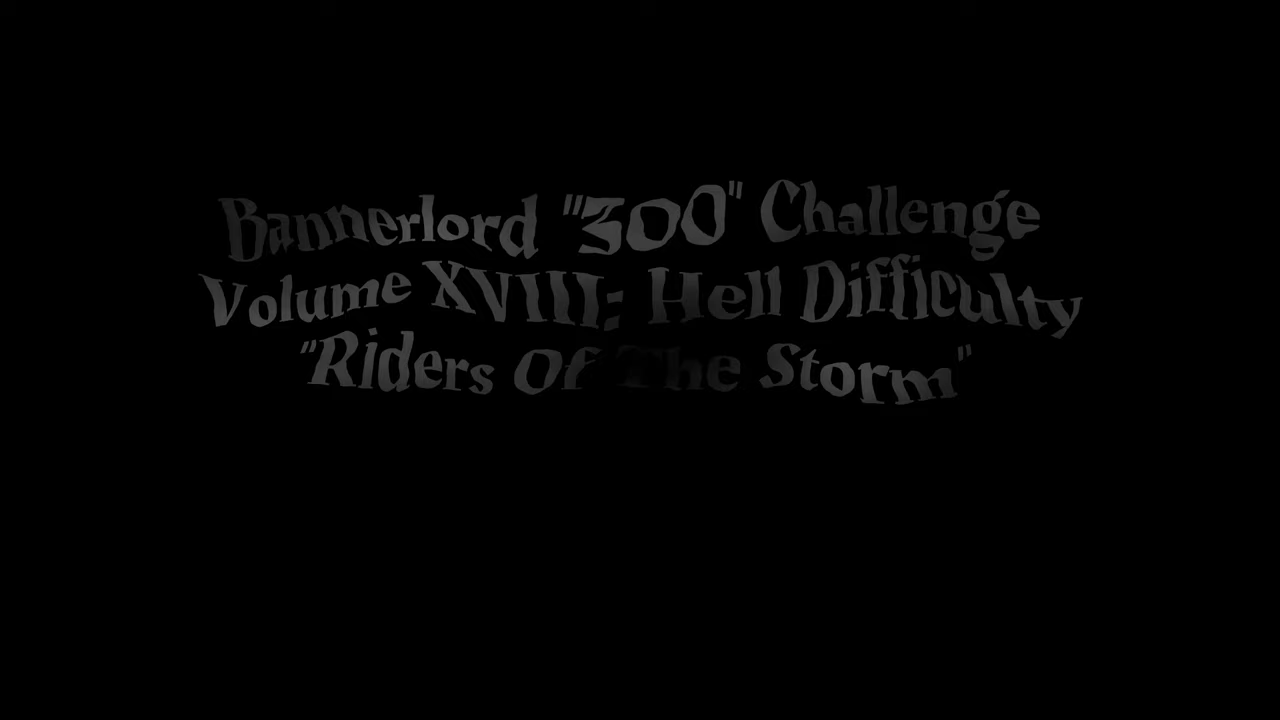 Bannerlord "300" Challenge
Volume XVIII: Hell Difficulty
"Riders Of The Storm"